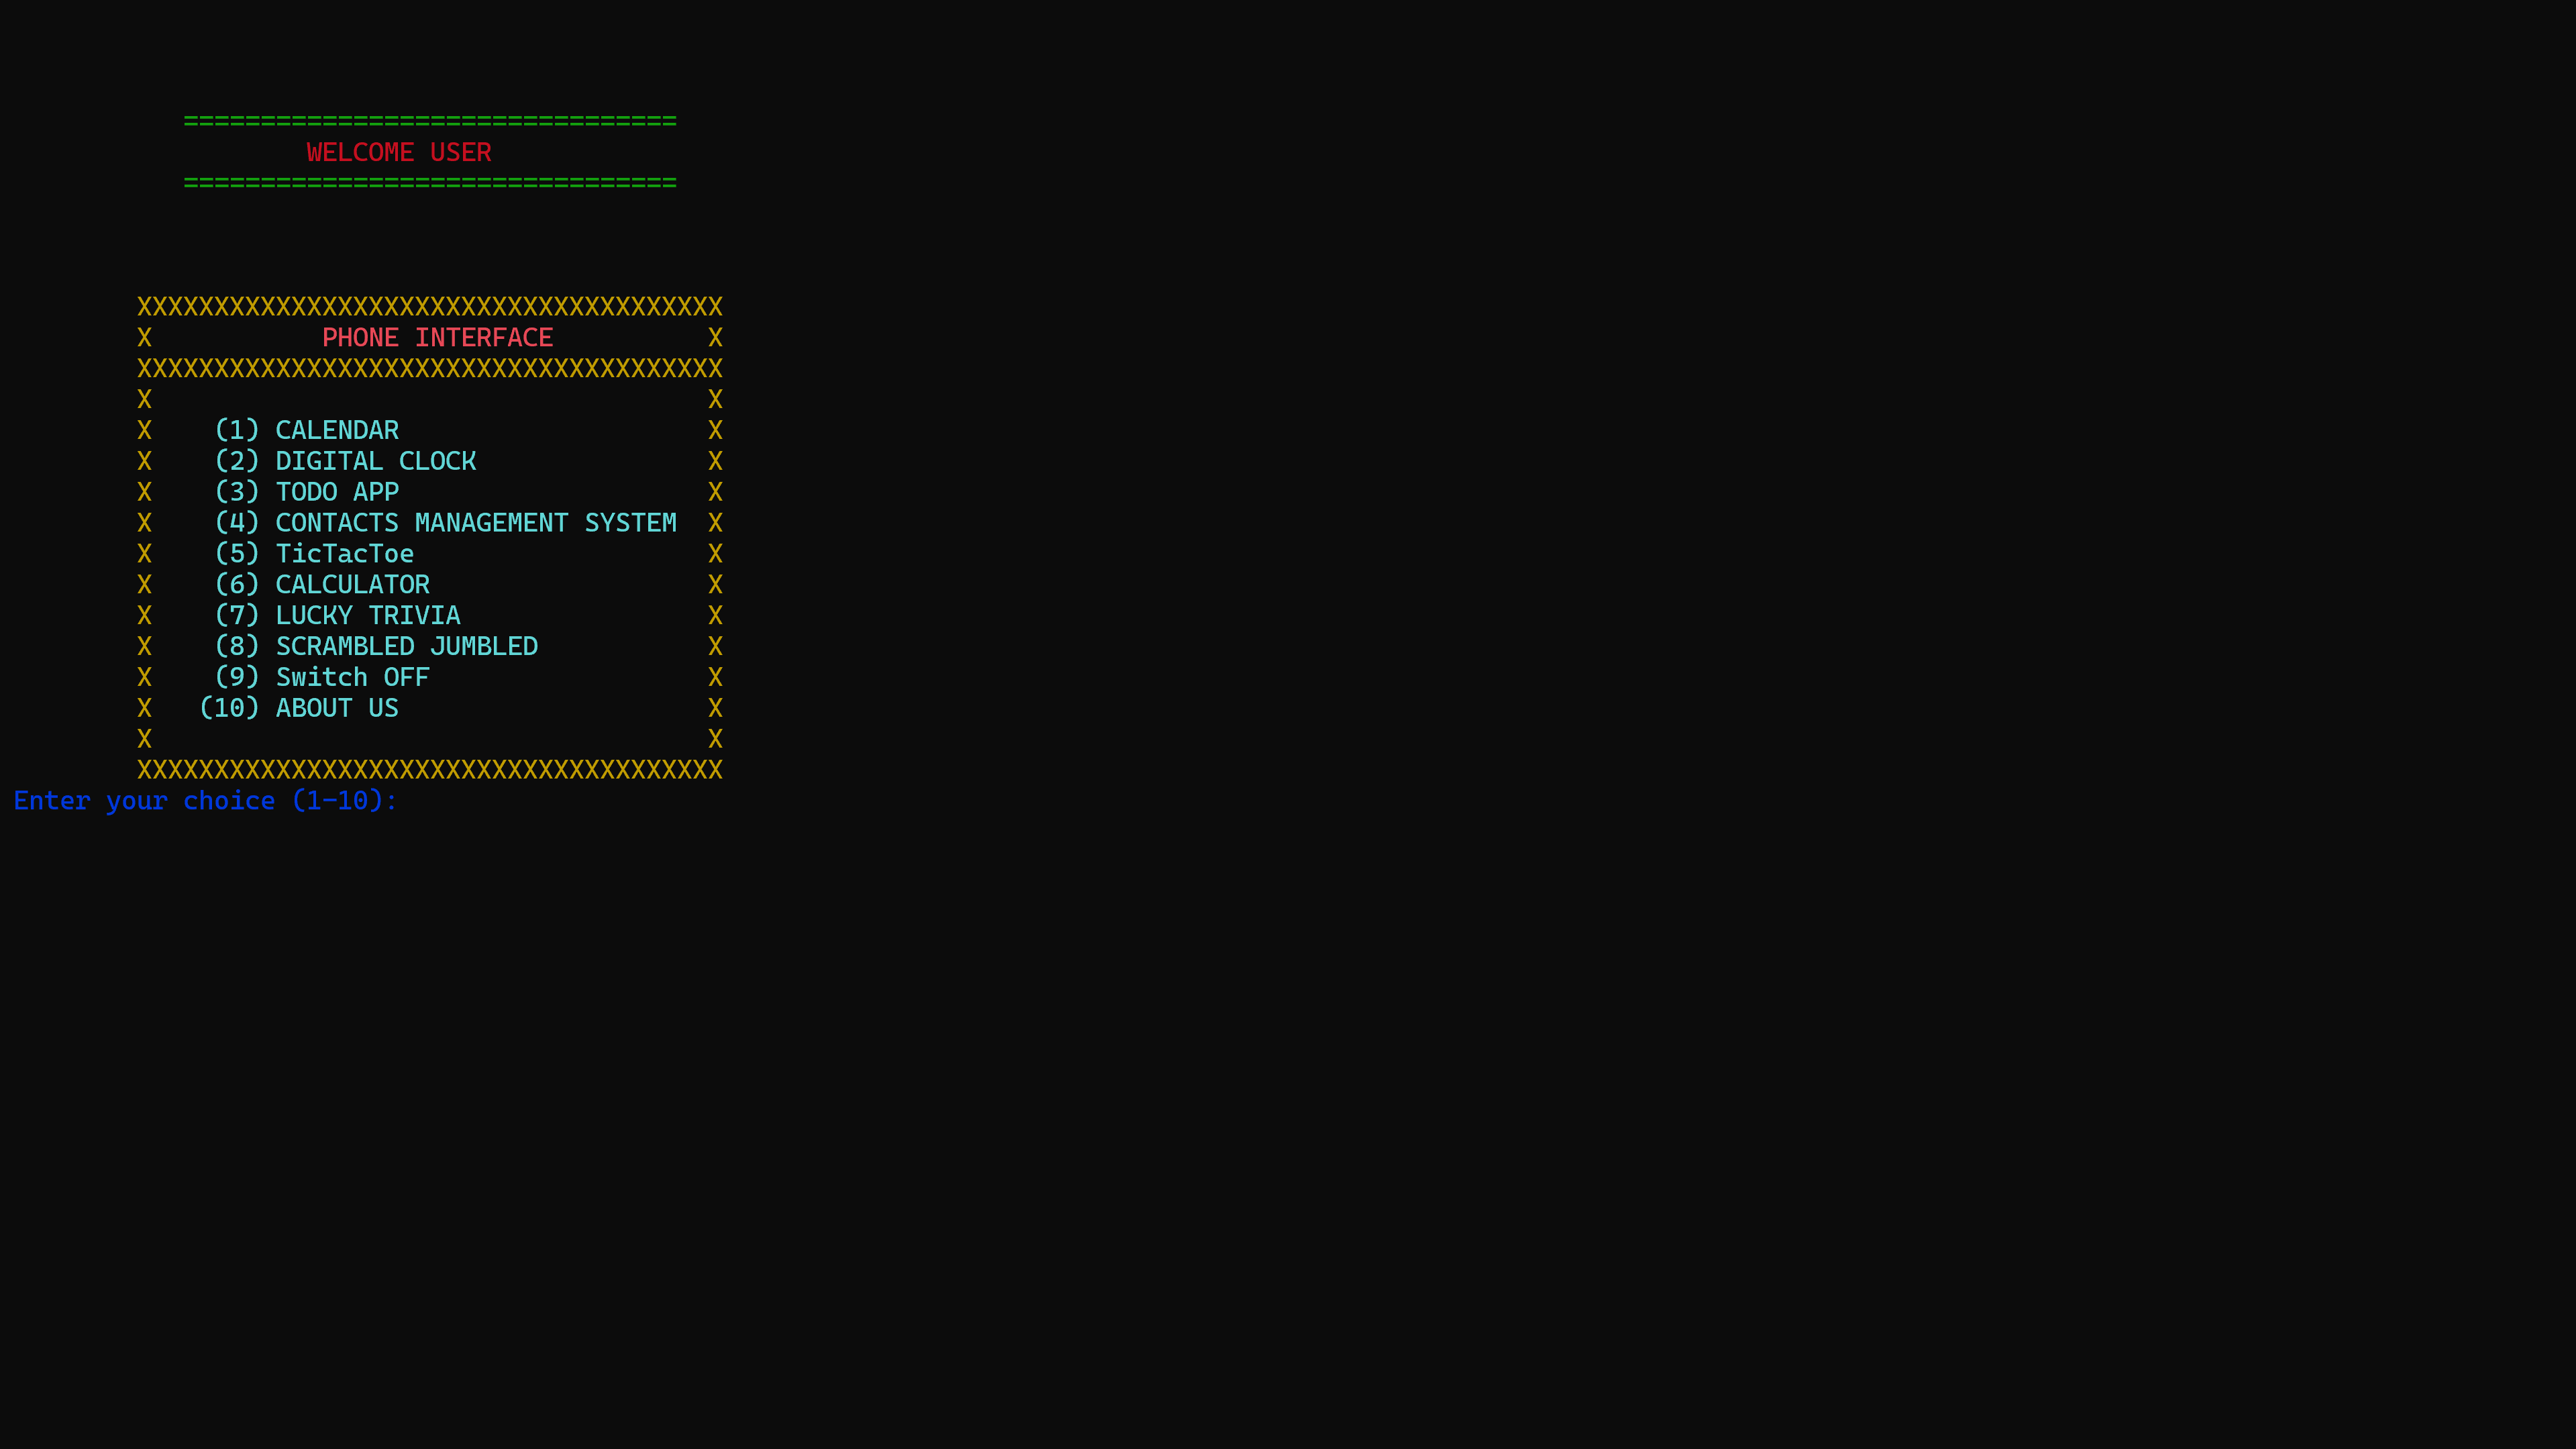 ================================
WELCOME USER
================================
XXXXXXXXXXXXXXXXXXXXXXXXXXXXXXXXXXXXXX
X PHONE INTERFACE X
XXXXXXXXXXXXXXXXXXXXXXXXXXXXXXXXXXXXXX
X X
X (1) CALENDAR X
X (2) DIGITAL CLOCK X
X (3) TODO APP X
X (4) CONTACTS MANAGEMENT SYSTEM X
X (5) TicTacToe X
X (6) CALCULATOR X
X (7) LUCKY TRIVIA X
X (8) SCRAMBLED JUMBLED X
X (9) Switch OFF X
X (10) ABOUT US X
X X
XXXXXXXXXXXXXXXXXXXXXXXXXXXXXXXXXXXXXX
Enter your choice (1-10):